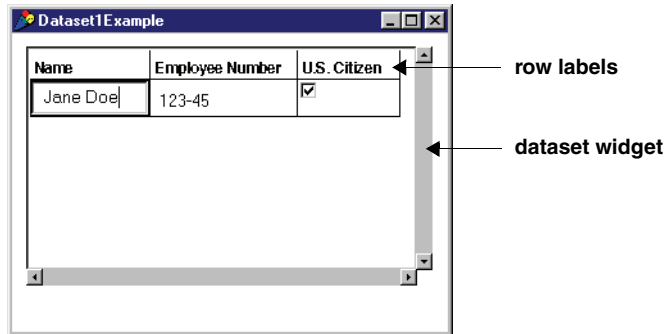 Dataset1Example
Name Employee Number U.S. Citizen
row labels
Jane Doe 123-45
dataset widget